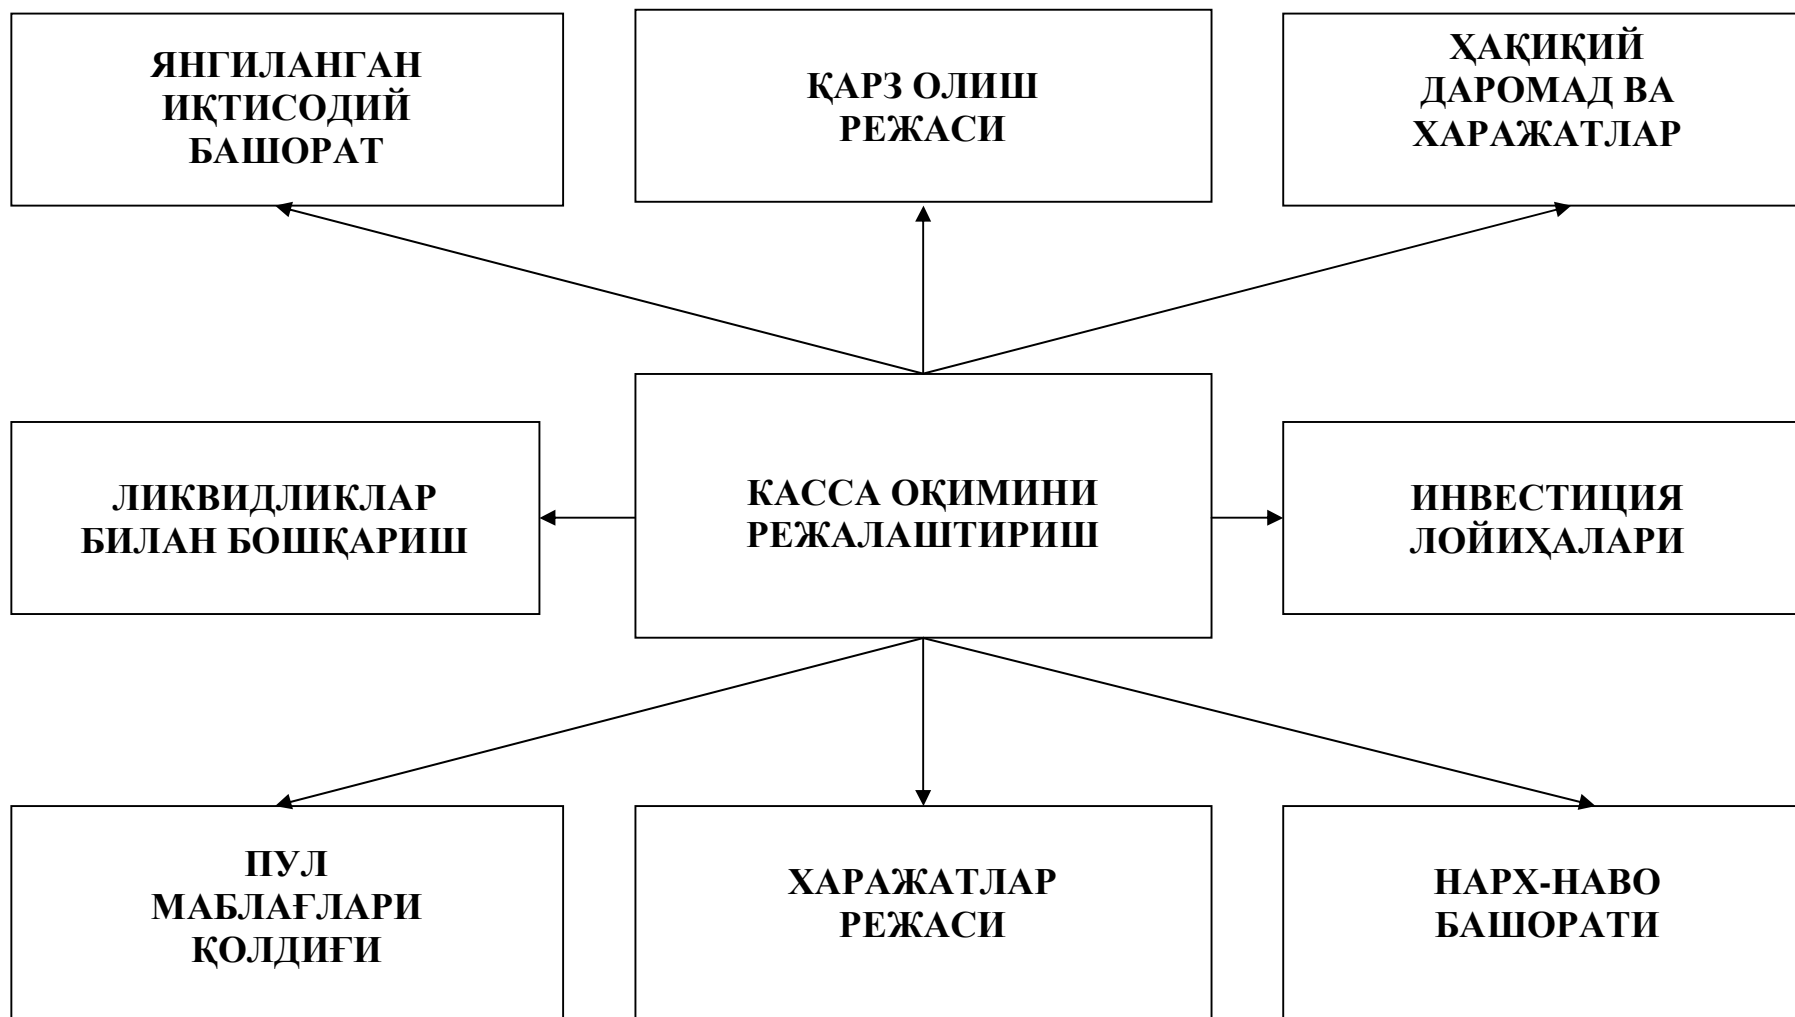 ЯНГИЛАНГАН
ИҚТИСОДИЙ
БАШОРАТ
ҚАРЗ ОЛИШ
РЕЖАСИ
ҲАҚИҚИЙ
ДАРОМАД ВА
ХАРАЖАТЛАР
ЛИКВИДЛИКЛАР
БИЛАН БОШҚАРИШ
КАССА ОҚИМИНИ
РЕЖАЛАШТИРИШ
ИНВЕСТИЦИЯ
ЛОЙИҲАЛАРИ
ПУЛ
МАБЛАҒЛАРИ
ҚОЛДИҒИ
ХАРАЖАТЛАР
РЕЖАСИ
НАРХ-НАВО
БАШОРАТИ